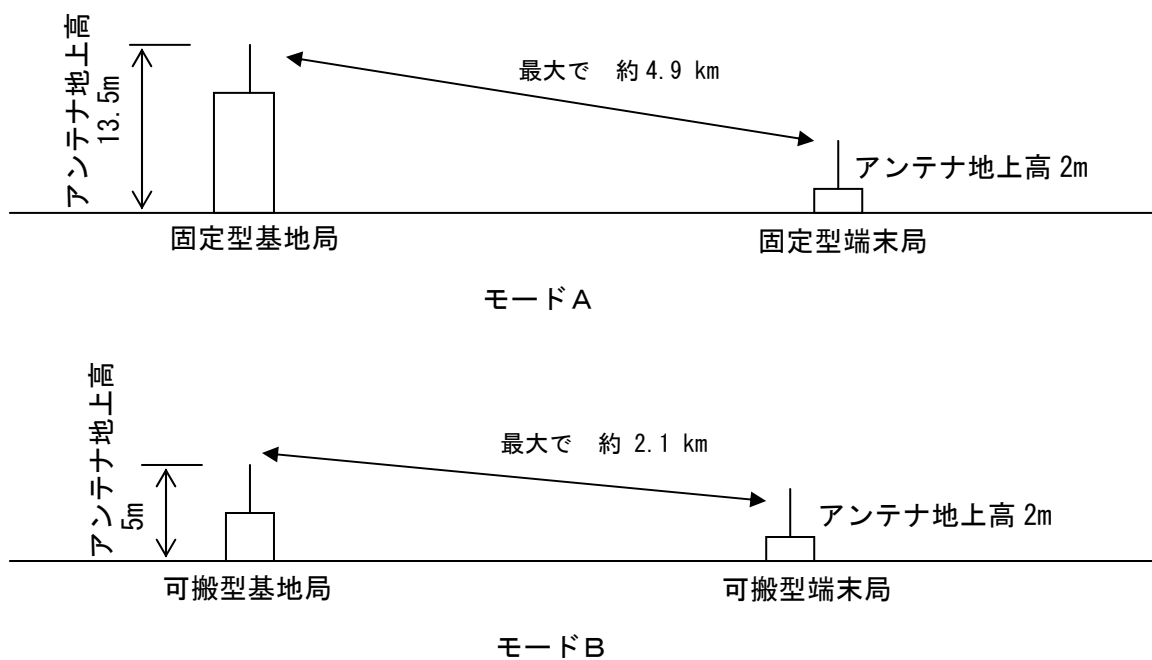 アンテナ地上高
13.5m
最大で 約4.9 km
アンテナ地上高 2m
固定型基地局
固定型端末局
モードA
アンテナ地上高
5m
最大で 約 2.1 km
アンテナ地上高 2m
可搬型基地局
可搬型端末局
モードB